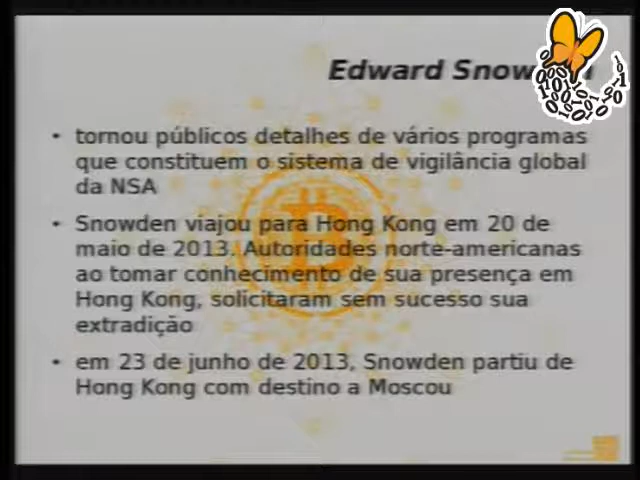 Edward Snow
• tornou públicos detalhes de vários programas
que constituem o sistema de vigilância global
da NSA
• Snowden viajou para Hong Kong em 20 de
maio de 2013. Autoridades norte-americanas
ao tomar conhecimento de sua presença em
Hong Kong, solicitaram sem sucesso sua
extradição
• em 23 de junho de 2013, Snowden partiu de
Hong Kong com destino a Moscou